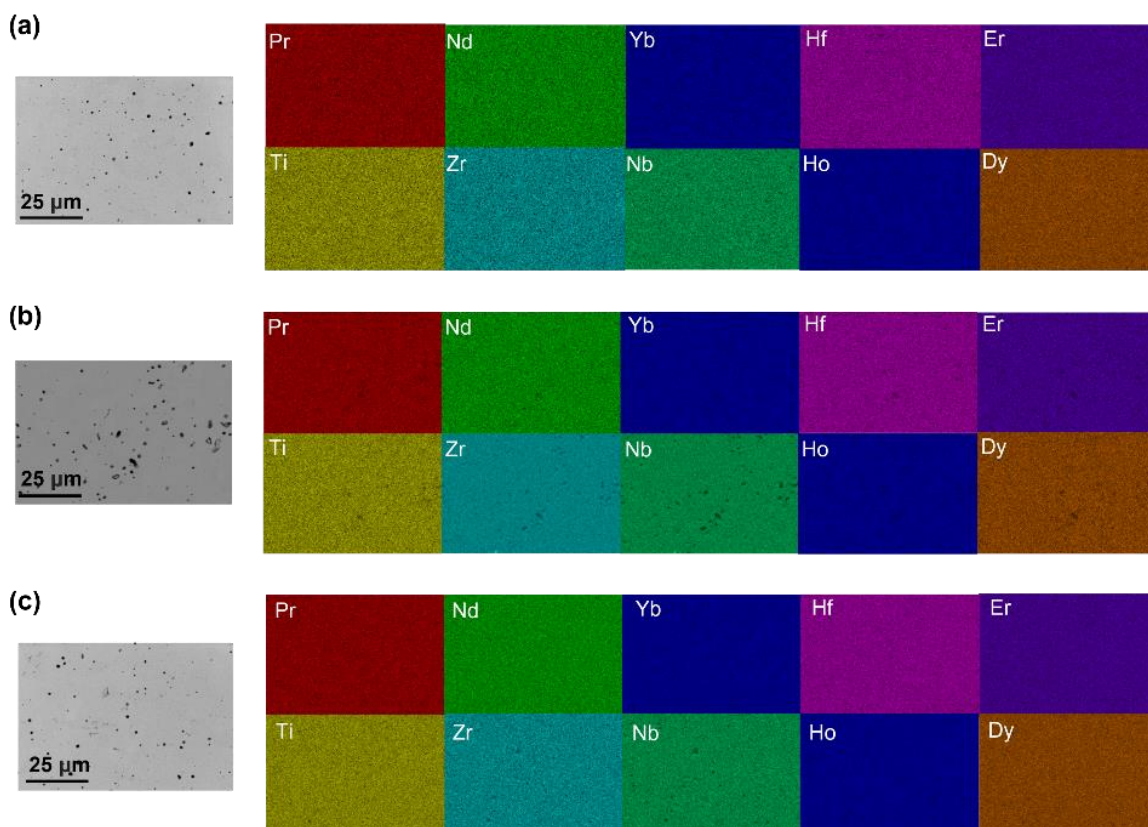 (a)
Pr Nd Yb Hf Er
25 µm
Ti Zr Nb Ho Dy
(b)
Pr Nd Yb Hf Er
25 µm
Ti Zr Nb Ho Dy
(c)
Pr Nd Yb Hf Er
25 µm
Ti Zr Nb Ho Dy